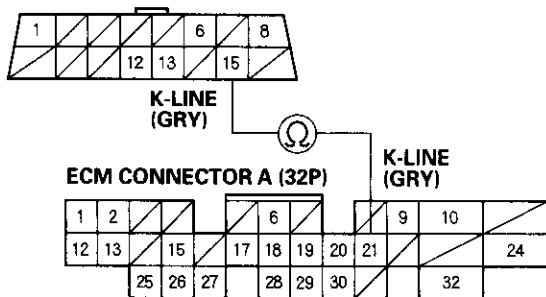 1 6 8
12 13 15
K-LINE
(GRY)
Ω
K-LINE
(GRY)
ECM CONNECTOR A (32P)
1 2 6 9 10
12 13 15 17 18 19 20 21 24
25 26 27 28 29 30 32